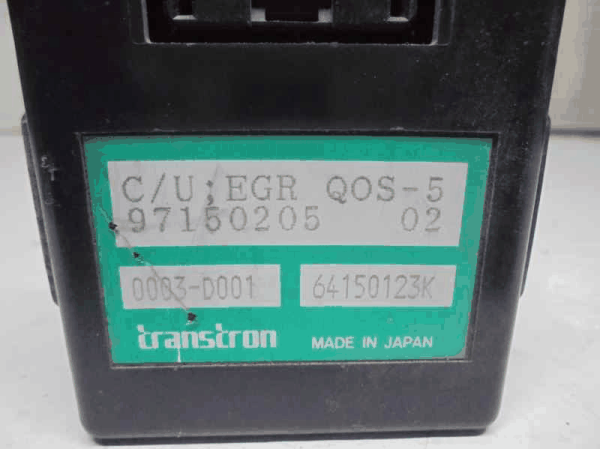 C/U;EGR QOS-5
97150205 02
0003-D001 64150123K
transtron MADE IN JAPAN